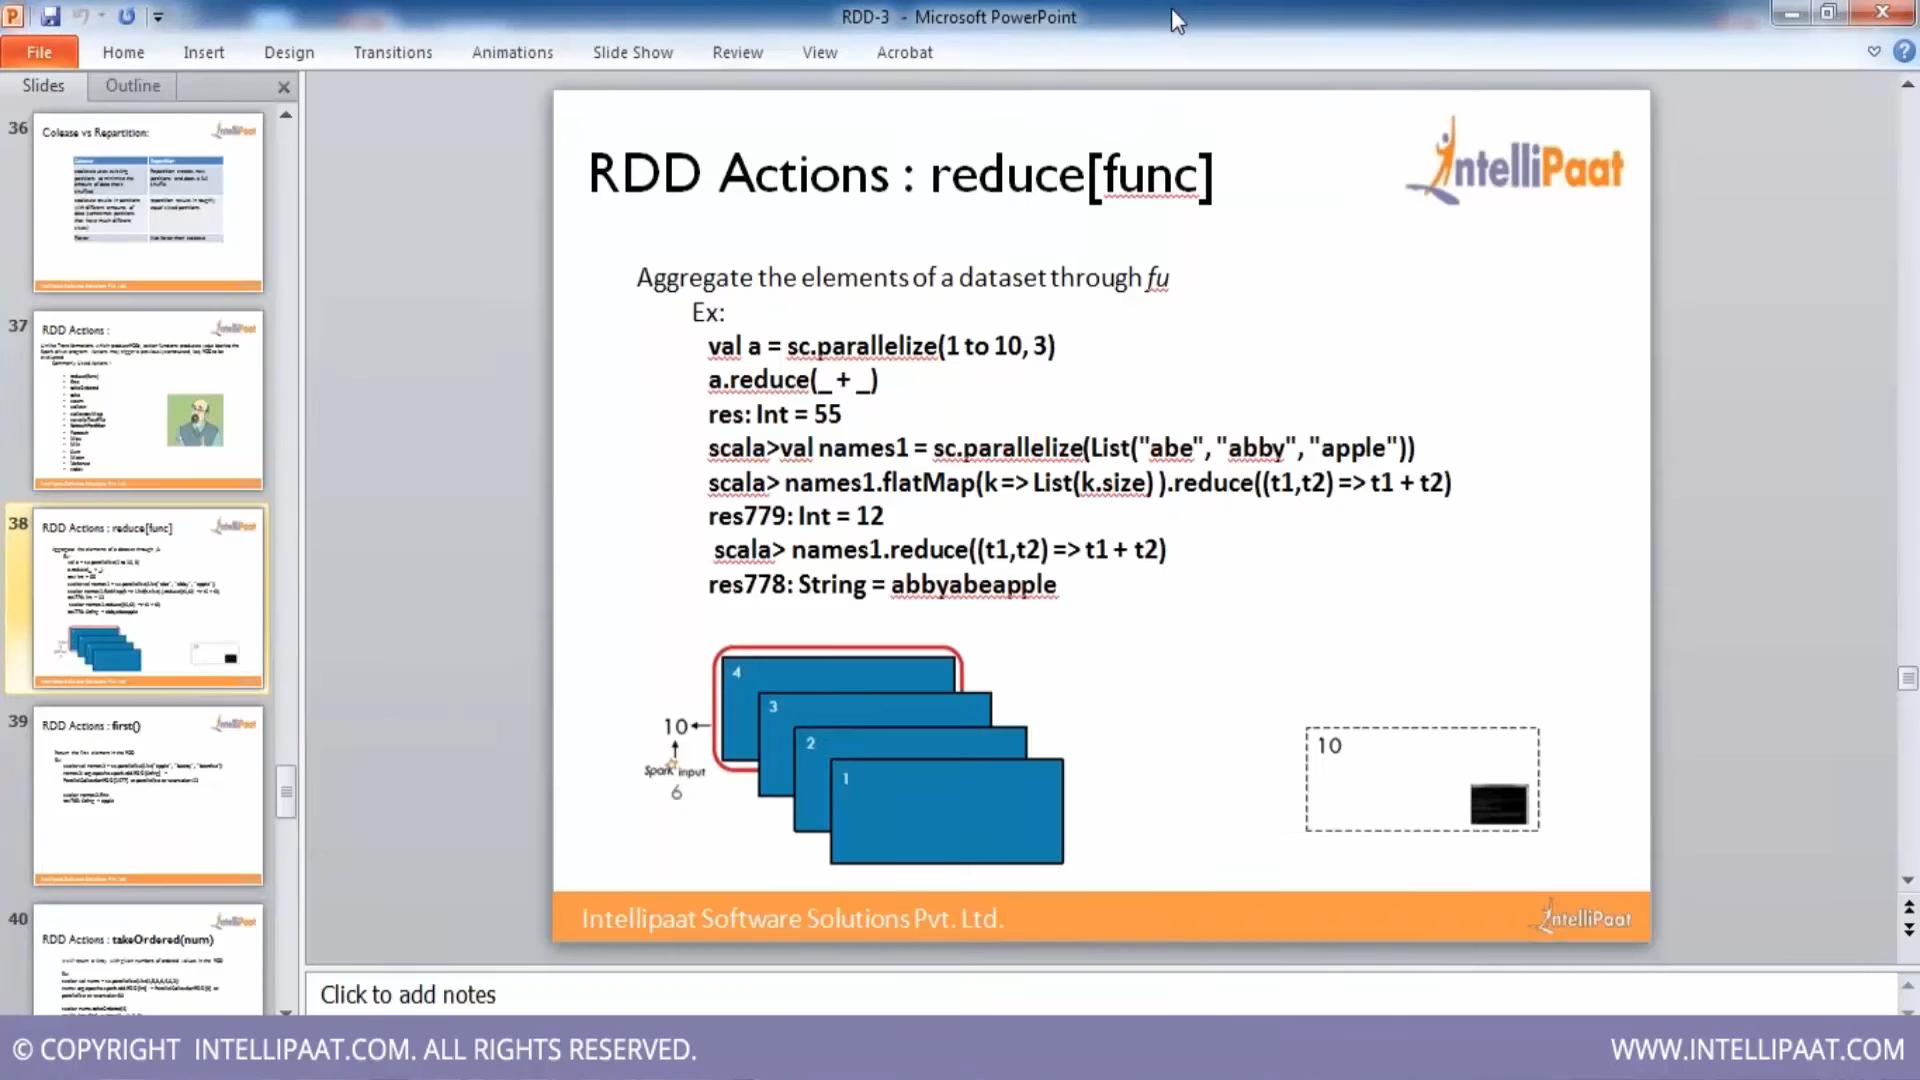 RDD-3 - Microsoft PowerPoint
File Home Insert Design Transitions Animations Slide Show Review View Acrobat
Slides Outline
36
Colease vs Repartition:
IntelliPaat
37
RDD Actions :
IntelliPaat
38
RDD Actions : reduce[func]
IntelliPaat
39
RDD Actions : first()
IntelliPaat
40
RDD Actions : takeOrdered(num)
IntelliPaat
RDD Actions : reduce[func]
IntelliPaat
Aggregate the elements of a dataset through fu
Ex:
val a = sc.parallelize(1 to 10, 3)
a.reduce(_ + _)
res: Int = 55
scala>val names1 = sc.parallelize(List("abe", "abby", "apple"))
scala> names1.flatMap(k => List(k.size) ).reduce((t1,t2) => t1 + t2)
res779: Int = 12
scala> names1.reduce((t1,t2) => t1 + t2)
res778: String = abbyabeapple
4
3
10
2
10
Spark input
1
6
Intellipaat Software Solutions Pvt. Ltd.
IntelliPaat
Click to add notes
© COPYRIGHT INTELLIPAAT.COM. ALL RIGHTS RESERVED.
WWW.INTELLIPAAT.COM